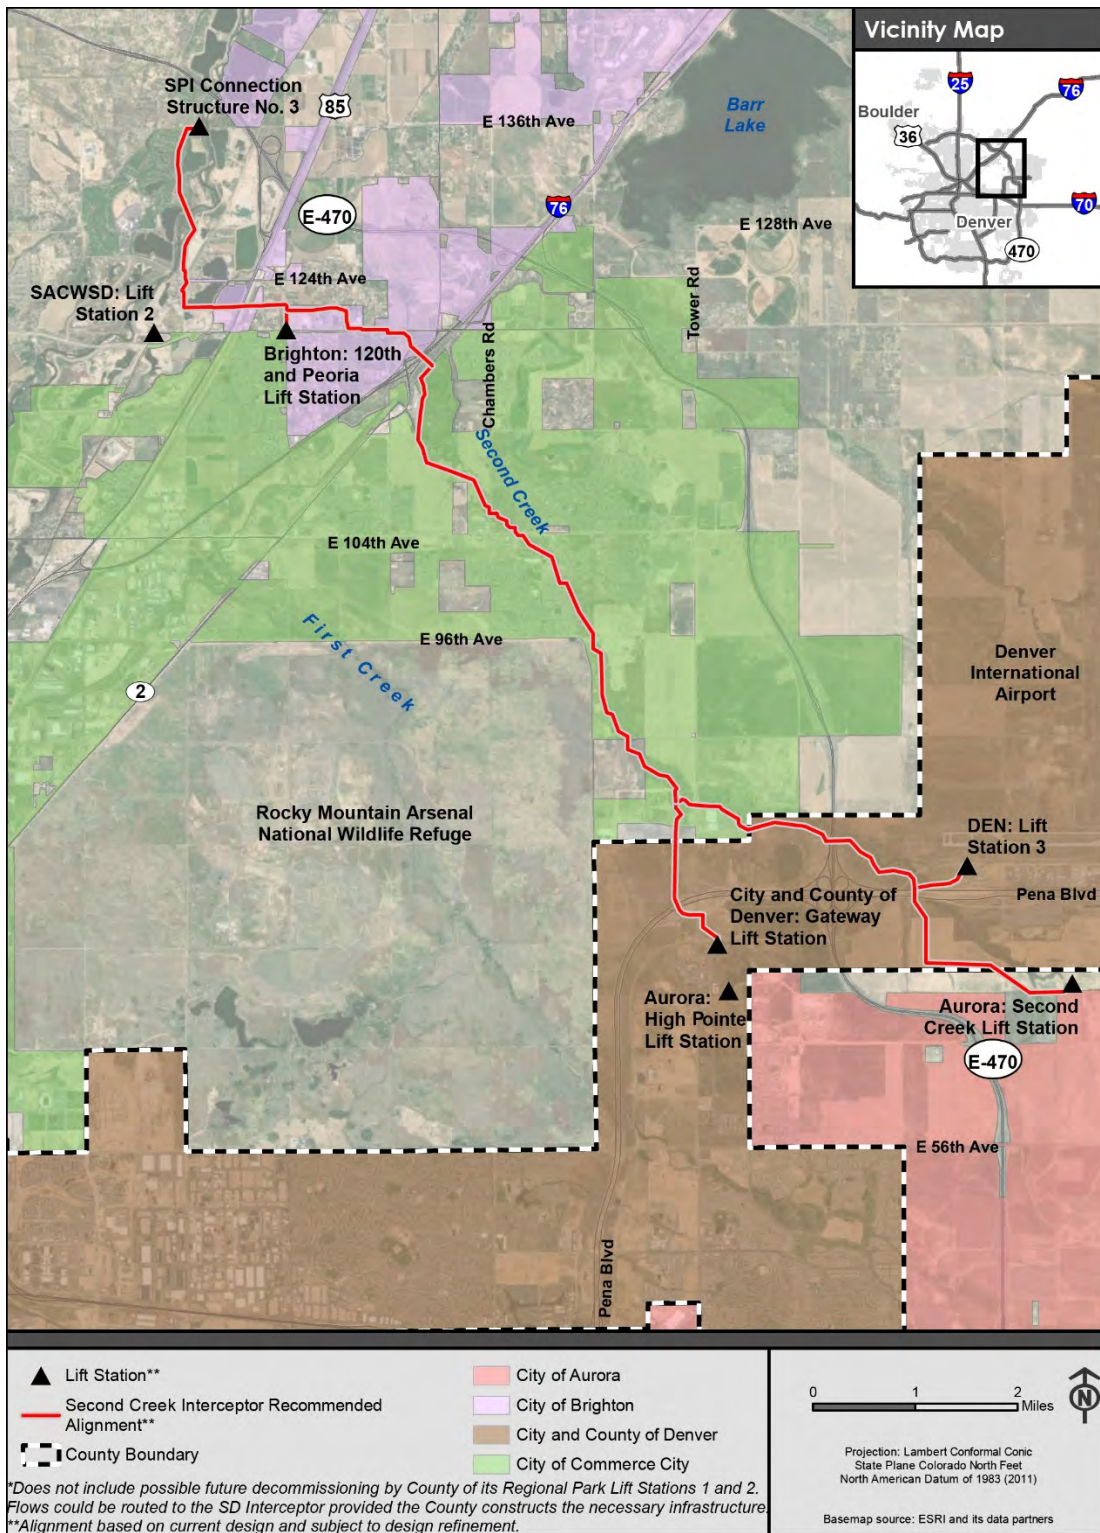 Vicinity Map
25
76
Boulder
36
70
Denver
470
SPI Connection
Structure No. 3
85
E 136th Ave
Barr
Lake
E-470
76
E 128th Ave
E 124th Ave
SACWSD: Lift
Station 2
Tower Rd
Brighton: 120th
and Peoria
Lift Station
Chambers Rd
Second Creek
E 104th Ave
First Creek
E 96th Ave
2
Denver
International
Airport
Rocky Mountain Arsenal
National Wildlife Refuge
DEN: Lift
Station 3
City and County of
Denver: Gateway
Lift Station
Pena Blvd
Aurora:
High Pointe
Lift Station
Aurora: Second
Creek Lift Station
E-470
E 56th Ave
Pena Blvd
Lift Station**
Second Creek Interceptor Recommended
Alignment**
County Boundary
City of Aurora
City of Brighton
City and County of Denver
City of Commerce City
0 1 2
Miles
N
Projection: Lambert Conformal Conic
State Plane Colorado North Feet
North American Datum of 1983 (2011)
Basemap source: ESRI and its data partners
*Does not include possible future decommissioning by County of its Regional Park Lift Stations 1 and 2.
Flows could be routed to the SD Interceptor provided the County constructs the necessary infrastructure.
**Alignment based on current design and subject to design refinement.